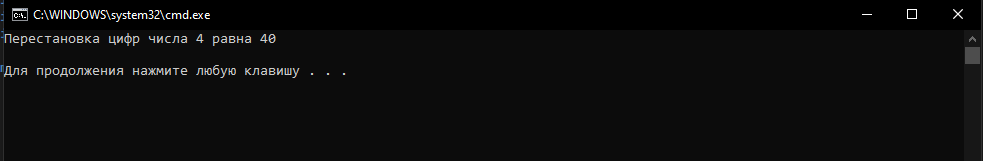 C:\WINDOWS\system32\cmd.exe
Перестановка цифр числа 4 равна 40
Для продолжения нажмите любую клавишу . . .